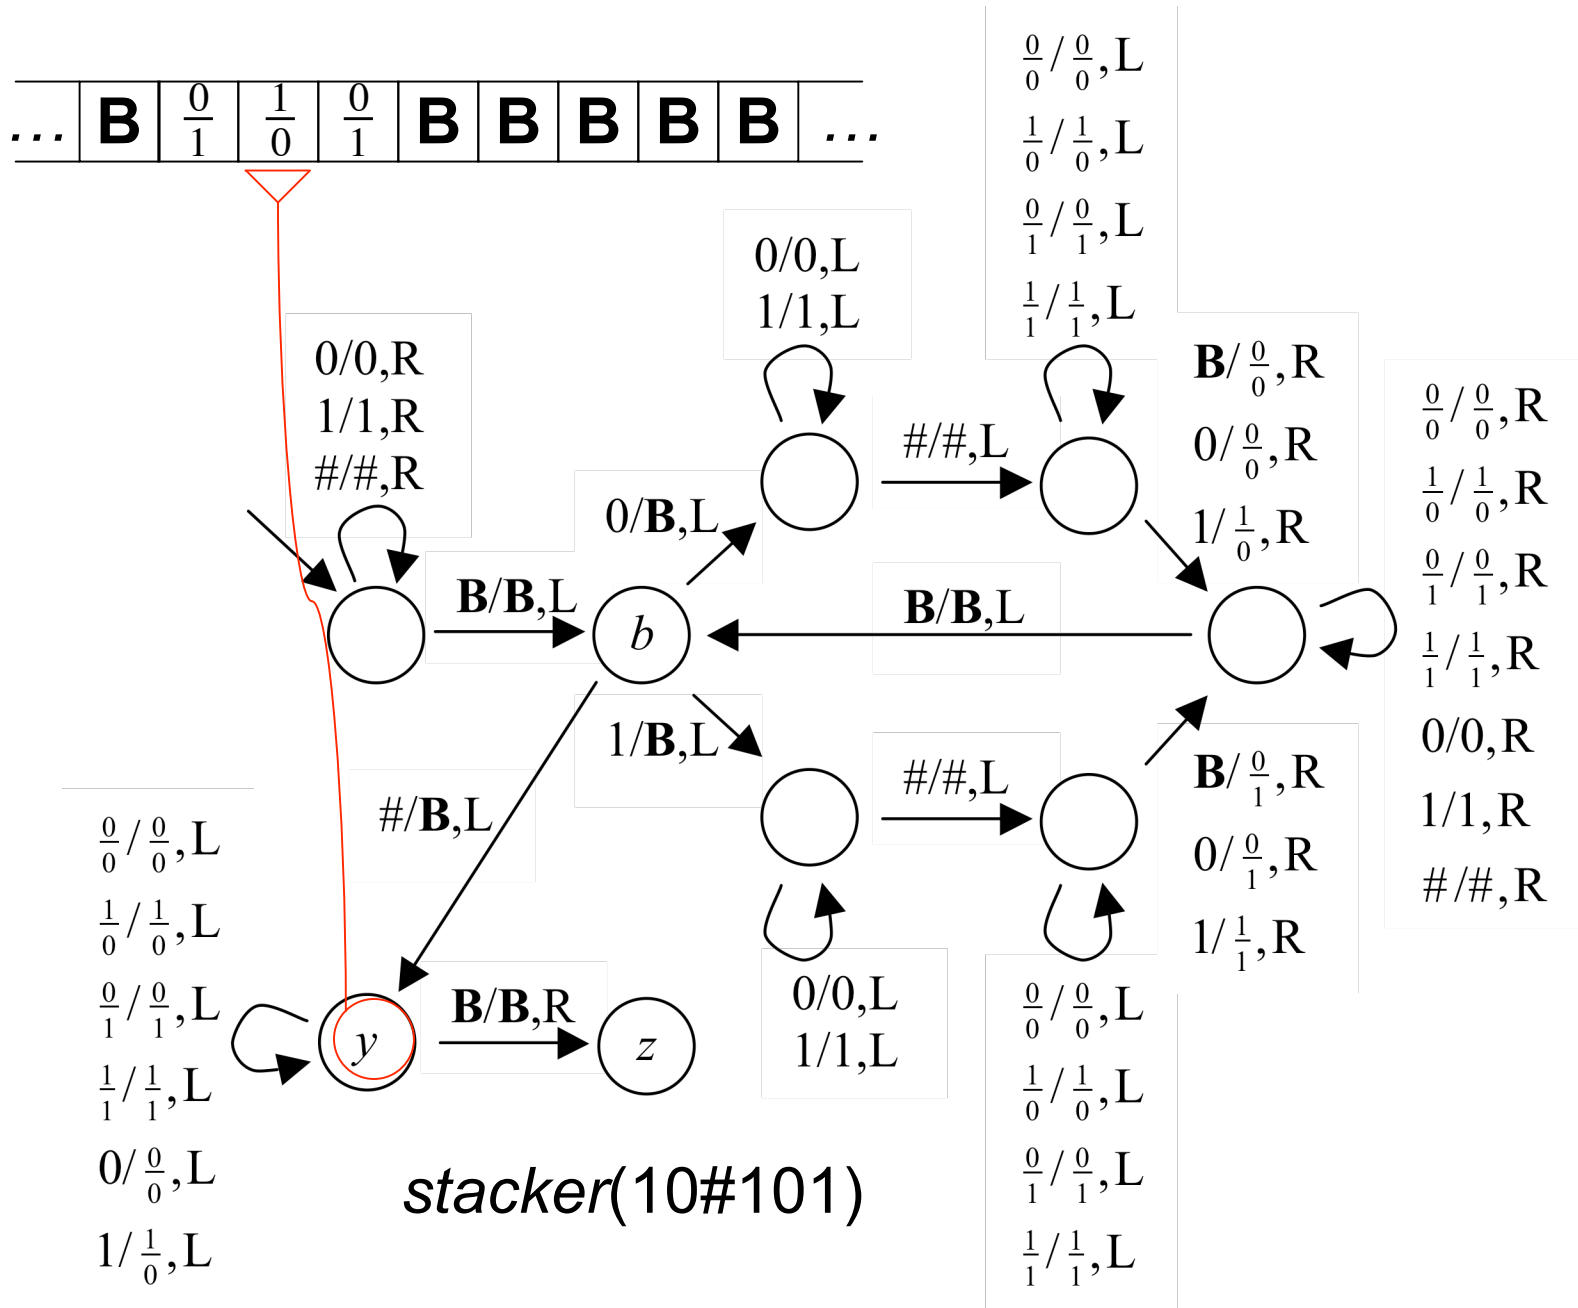 ... B 0/1 1/0 0/1 B B B B B ...
0/0,R
1/1,R
#/#,R
B/B,L
b
0/B,L
0/0,L
1/1,L
#/#,L
0/0 / 0/0,L
1/0 / 1/0,L
0/1 / 0/1,L
1/1 / 1/1,L
B/ 0/0,R
0/ 0/0,R
1/ 1/0,R
B/B,L
0/0 / 0/0,R
1/0 / 1/0,R
0/1 / 0/1,R
1/1 / 1/1,R
0/0,R
1/1,R
#/#,R
1/B,L
#/#,L
0/0,L
1/1,L
B/ 0/1,R
0/ 0/1,R
1/ 1/1,R
0/0 / 0/0,L
1/0 / 1/0,L
0/1 / 0/1,L
1/1 / 1/1,L
#/B,L
0/0 / 0/0,L
1/0 / 1/0,L
0/1 / 0/1,L
1/1 / 1/1,L
0/ 0/0,L
1/ 1/0,L
y
B/B,R
z
stacker(10#101)